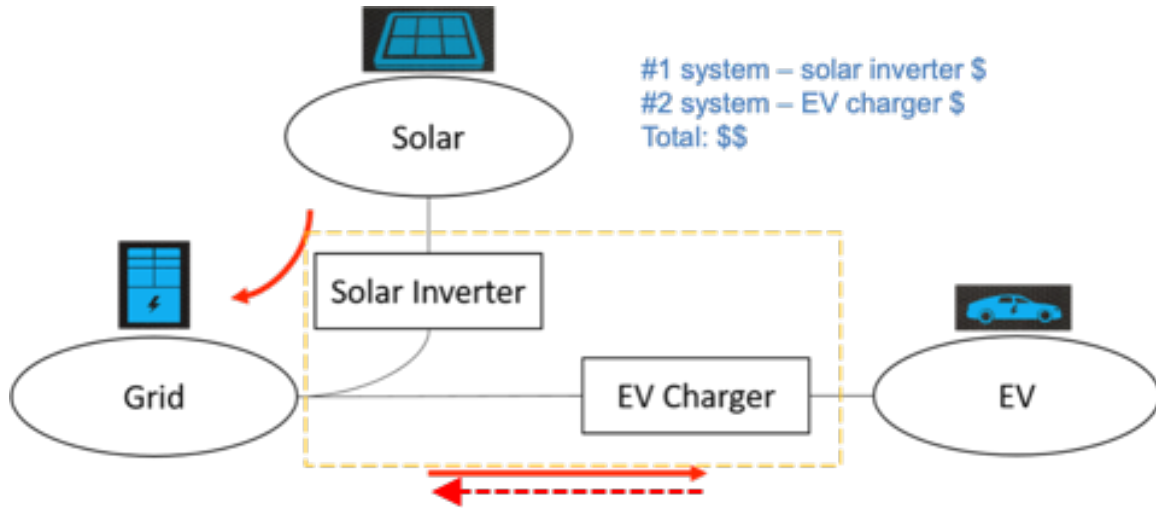 #1 system – solar inverter $
#2 system – EV charger $
Total: $$
Solar
Solar Inverter
Grid
EV Charger
EV